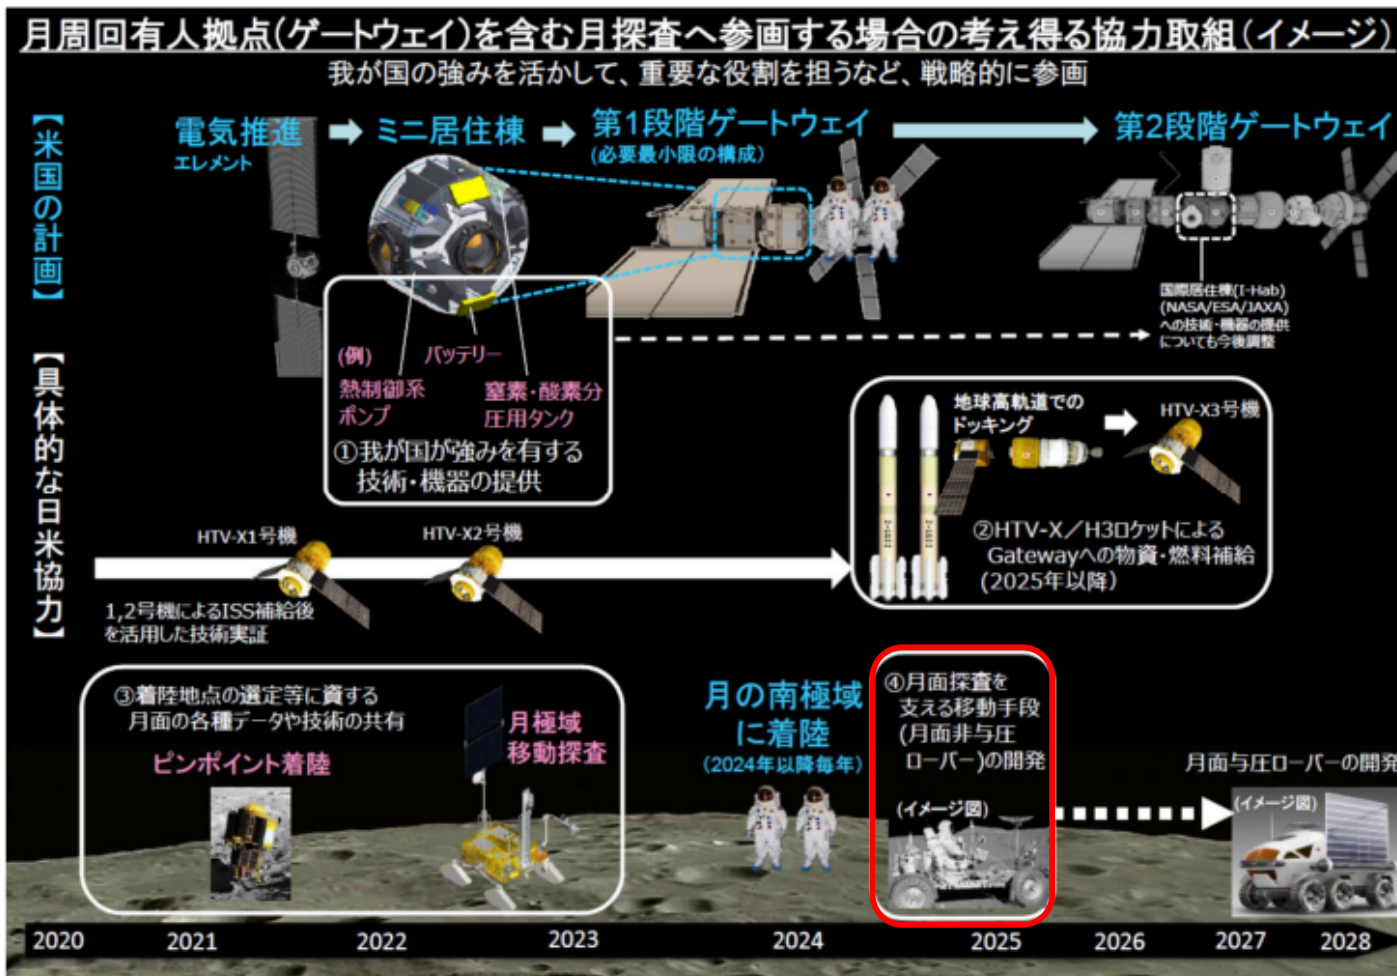 月周回有人拠点(ゲートウェイ)を含む月探査へ参画する場合の考え得る協力取組(イメージ)
我が国の強みを活かして、重要な役割を担うなど、戦略的に参画
【米国の計画】
電気推進
エレメント
ミニ居住棟
第1段階ゲートウェイ
(必要最小限の構成)
第2段階ゲートウェイ
国際居住棟(I-Hab)
(NASA/ESA/JAXA)
への技術・機器の提供
についても今後調整
【具体的な日米協力】
(例)
バッテリー
熱制御系
ポンプ
窒素・酸素分
圧用タンク
①我が国が強みを有する
技術・機器の提供
地球高軌道での
ドッキング
HTV-X3号機
②HTV-X/H3ロケットによる
Gatewayへの物資・燃料補給
(2025年以降)
HTV-X1号機
HTV-X2号機
1,2号機によるISS補給後
を活用した技術実証
③着陸地点の選定等に資する
月面の各種データや技術の共有
ピンポイント着陸
月極域
移動探査
月の南極域
に着陸
(2024年以降毎年)
④月面探査を
支える移動手段
(月面非与圧
ローバー)の開発
(イメージ図)
月面与圧ローバーの開発
(イメージ図)
2020 2021 2022 2023 2024 2025 2026 2027 2028